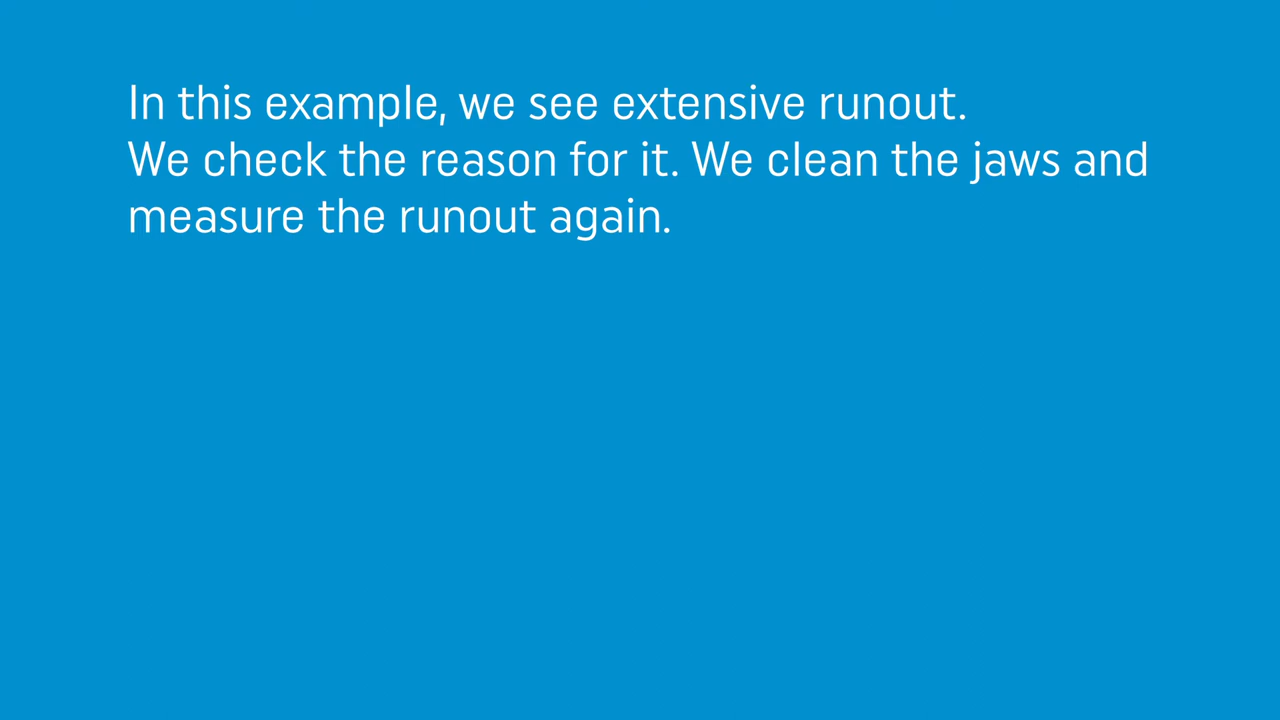 In this example, we see extensive runout.
We check the reason for it. We clean the jaws and
measure the runout again.